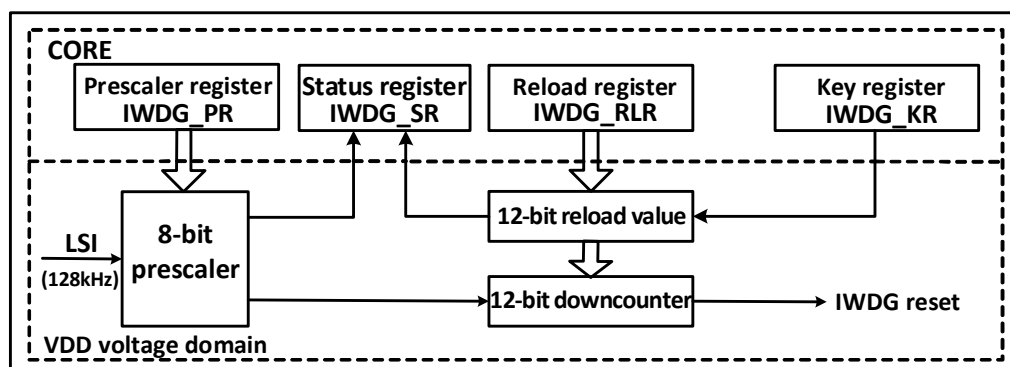 CORE
Prescaler register
IWDG_PR
Status register
IWDG_SR
Reload register
IWDG_RLR
Key register
IWDG_KR
8-bit
prescaler
LSI
(128kHz)
12-bit reload value
12-bit downcounter
IWDG reset
VDD voltage domain